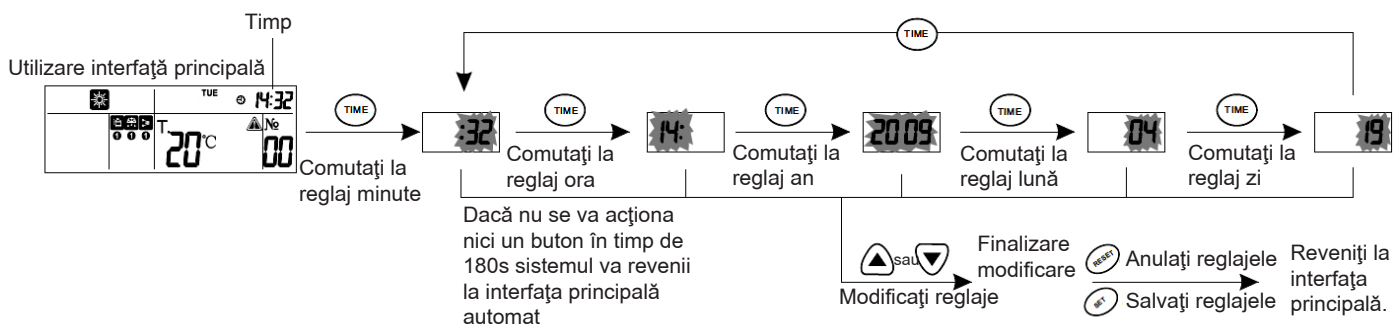 Timp
TIME
Utilizare interfaţă principală
TUE 14:32
T 20°C № 00
TIME
Comutaţi la
reglaj minute
:32
TIME
Comutaţi la
reglaj ora
14:
TIME
Comutaţi la
reglaj an
2009
TIME
Comutaţi la
reglaj lună
04
TIME
Comutaţi la
reglaj zi
19
Dacă nu se va acţiona
nici un buton în timp de
180s sistemul va revenii
la interfaţa principală
automat
sau
Modificaţi reglaje
Finalizare
modificare
RESET Anulaţi reglajele
SET Salvaţi reglajele
Reveniţi la
interfaţa
principală.